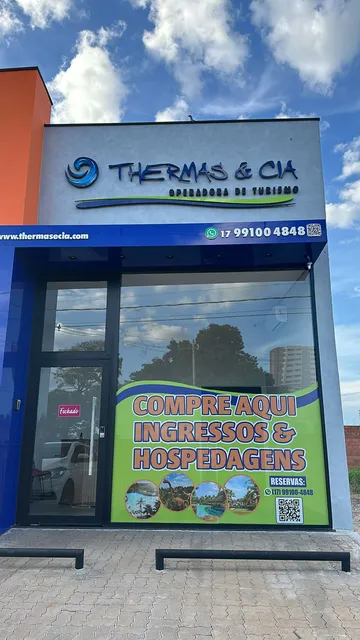 THERMAS & CIA
OPERADORA DE TURISMO
www.thermasecia.com
17 99100 4848
Fechado
COMPRE AQUI
INGRESSOS &
HOSPEDAGENS
RESERVAS:
(17) 99100-4848